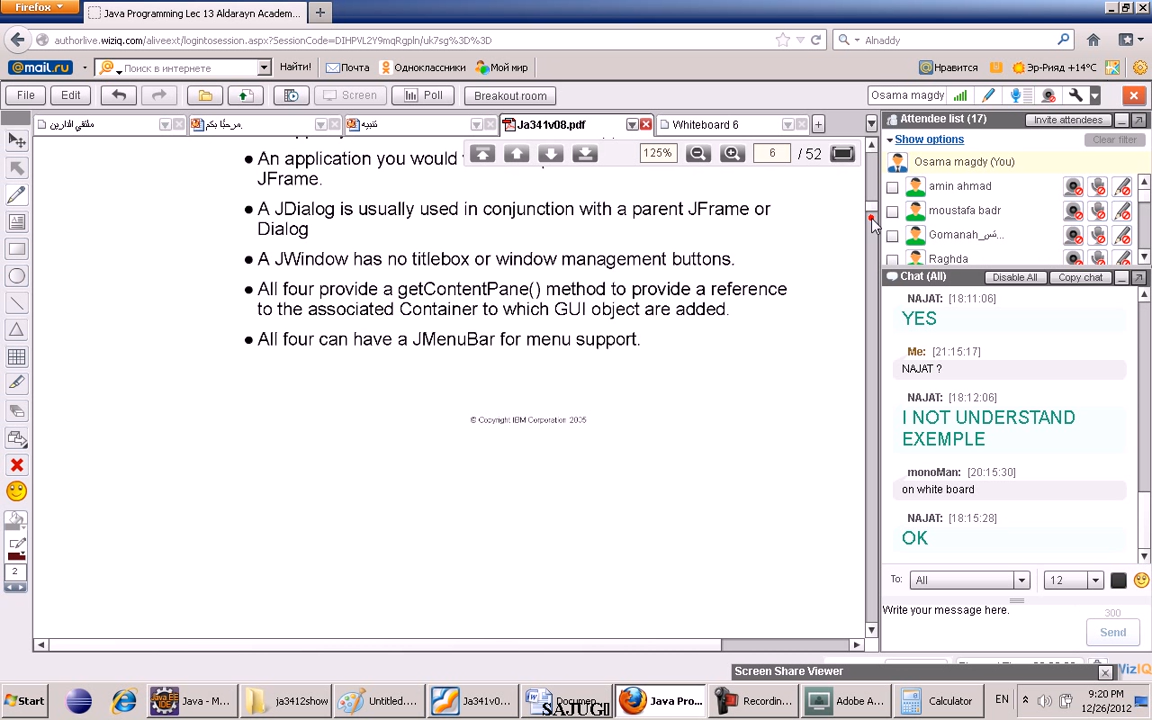 Firefox
Java Programming Lec 13 Aldarayn Academ...
authorlive.wiziq.com/aliveext/logintosession.aspx?SessionCode=DIHPVL2Y9mqRgpln/uk7sg%3D%3D
Alnaddy
@mail.ru
Поиск в интернете
Найти!
Почта
Одноклассники
Мой мир
Нравится
Эр-Рияд +14°C
File
Edit
Screen
Poll
Breakout room
Osama magdy
ملتقي الدارين
مرحبًا بكم.
تنبيه
Ja341v08.pdf
Whiteboard 6
Attendee list (17)
Invite attendees
Show options
Clear filter
Osama magdy (You)
amin ahmad
moustafa badr
Raghda
125%
6 / 52
● An application you would
JFrame.
● A JDialog is usually used in conjunction with a parent JFrame or
Dialog
● A JWindow has no titlebox or window management buttons.
● All four provide a getContentPane() method to provide a reference
to the associated Container to which GUI object are added.
● All four can have a JMenuBar for menu support.
© Copyright IBM Corporation 2005
2
Chat (All)
Disable All
Copy chat
NAJAT: [18:11:06]
YES
Me: [21:15:17]
NAJAT ?
NAJAT: [18:12:06]
I NOT UNDERSTAND
EXEMPLE
monoMan: [20:15:30]
on white board
NAJAT: [18:15:28]
OK
To:
All
12
Write your message here.
300
Send
Screen Share Viewer
WizIQ
Start
Java - M...
ja3412show
Untitled....
Ja341v0...
Documen...
Java Pro...
Recordin...
Adobe A...
Calculator
EN
9:20 PM
12/26/2012